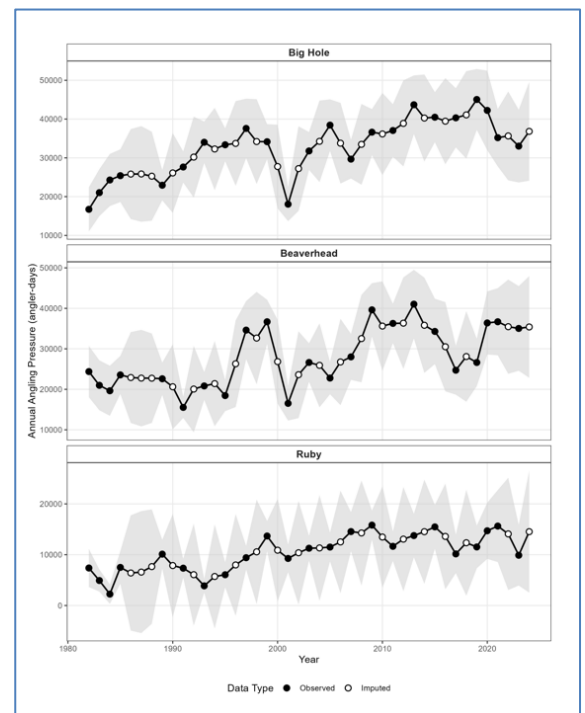 Big Hole
50000
40000
30000
20000
10000
Beaverhead
50000
40000
30000
20000
10000
Annual Angling Pressure (angler-days)
Ruby
20000
10000
0
1980 1990 2000 2010 2020
Year
Data Type Observed Imputed